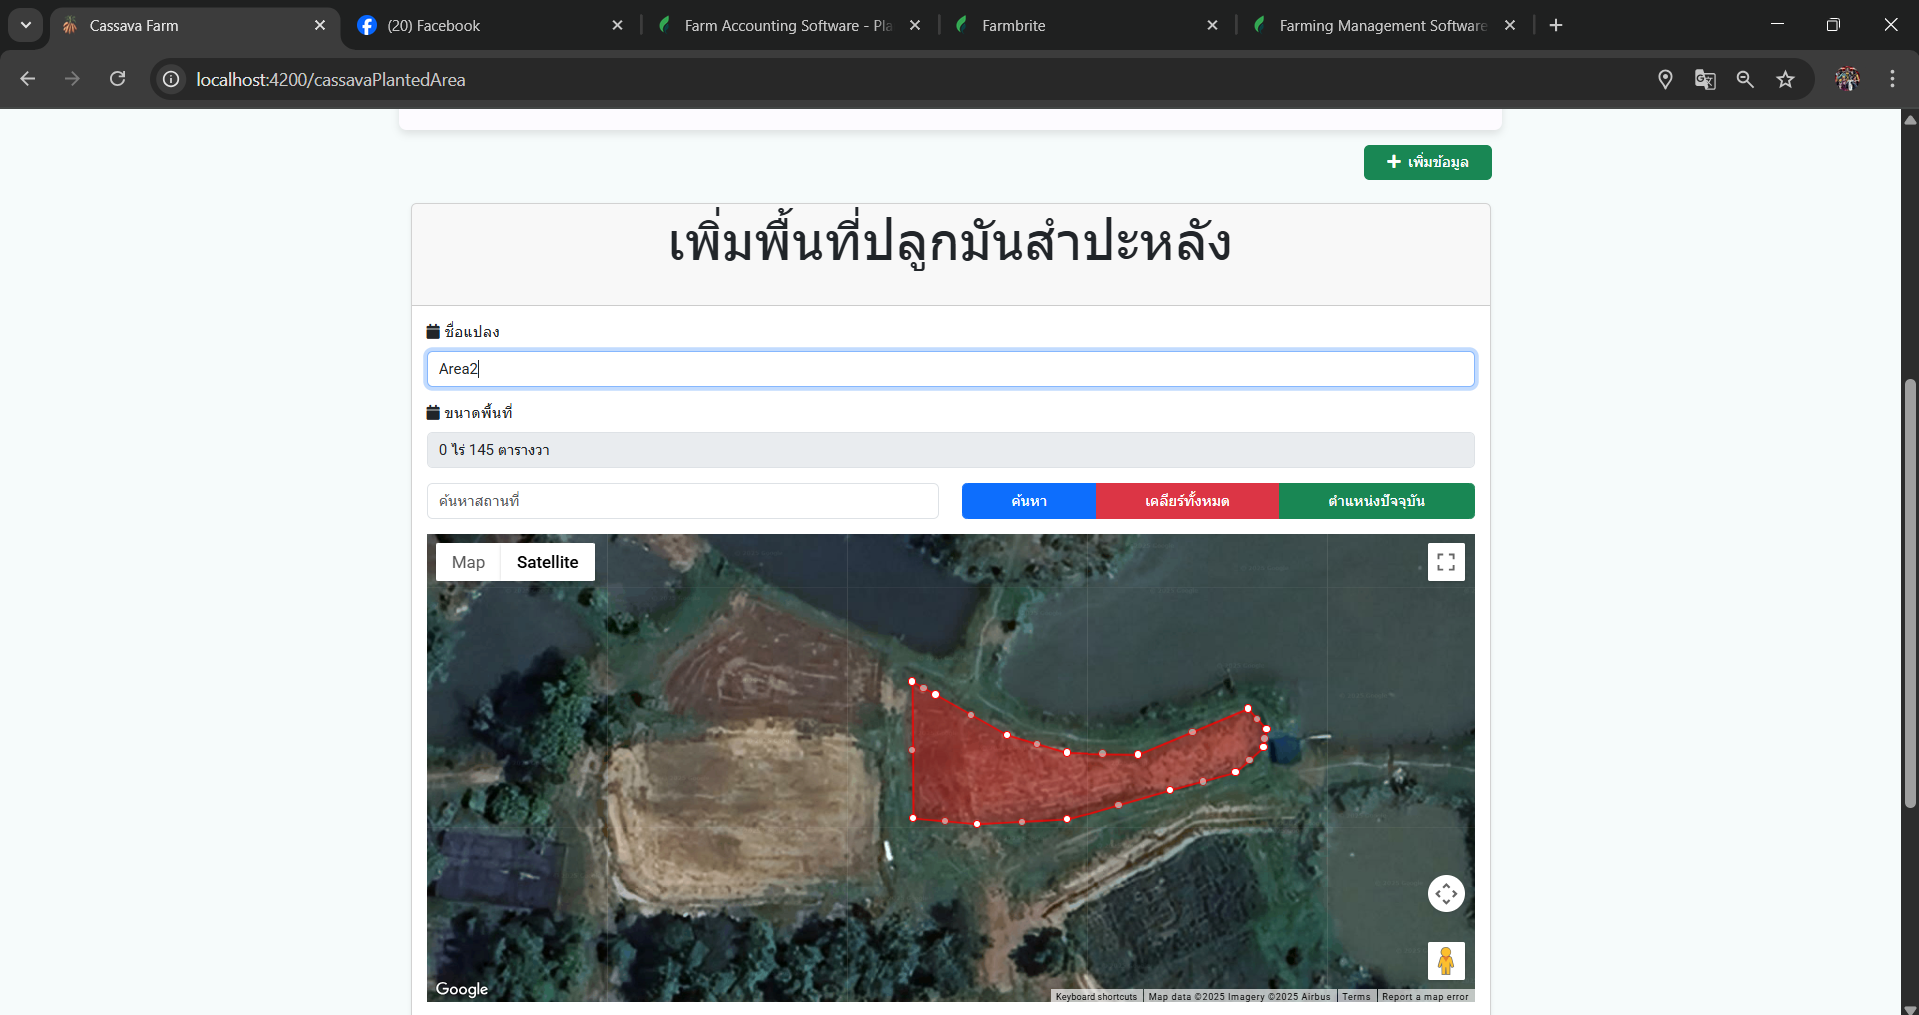 Cassava Farm
(20) Facebook
Farm Accounting Software - Pla
Farmbrite
Farming Management Software
localhost:4200/cassavaPlantedArea
เพิ่มข้อมูล
เพิ่มพื้นที่ปลูกมันสำปะหลัง
ชื่อแปลง
Area2
ขนาดพื้นที่
0 ไร่ 145 ตารางวา
ค้นหาสถานที่
ค้นหา
เคลียร์ทั้งหมด
ตำแหน่งปัจจุบัน
Map
Satellite
Google
Keyboard shortcuts
Map data ©2025 Imagery ©2025 Airbus
Terms
Report a map error